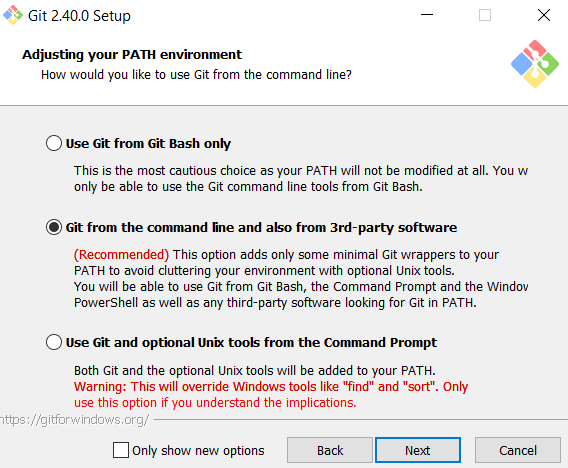 Git 2.40.0 Setup
Adjusting your PATH environment
How would you like to use Git from the command line?
Use Git from Git Bash only
This is the most cautious choice as your PATH will not be modified at all. You w
only be able to use the Git command line tools from Git Bash.
Git from the command line and also from 3rd-party software
(Recommended) This option adds only some minimal Git wrappers to your
PATH to avoid cluttering your environment with optional Unix tools.
You will be able to use Git from Git Bash, the Command Prompt and the Window
PowerShell as well as any third-party software looking for Git in PATH.
Use Git and optional Unix tools from the Command Prompt
Both Git and the optional Unix tools will be added to your PATH.
Warning: This will override Windows tools like "find" and "sort". Only
use this option if you understand the implications.
https://gitforwindows.org/
Only show new options
Back
Next
Cancel